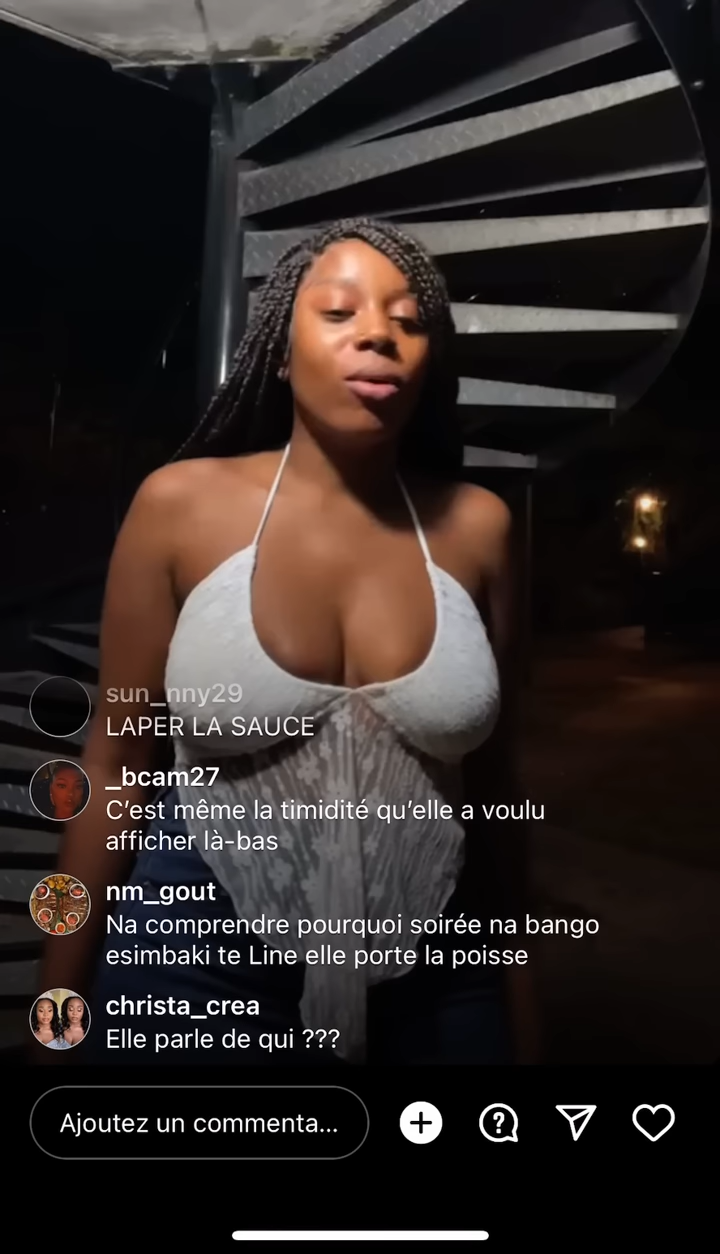 sun_nny29
LAPER LA SAUCE
_bcam27
C’est même la timidité qu’elle a voulu
afficher là-bas
nm_gout
Na comprendre pourquoi soirée na bango
esimbaki te Line elle porte la poisse
christa_crea
Elle parle de qui ???
Ajoutez un commenta...